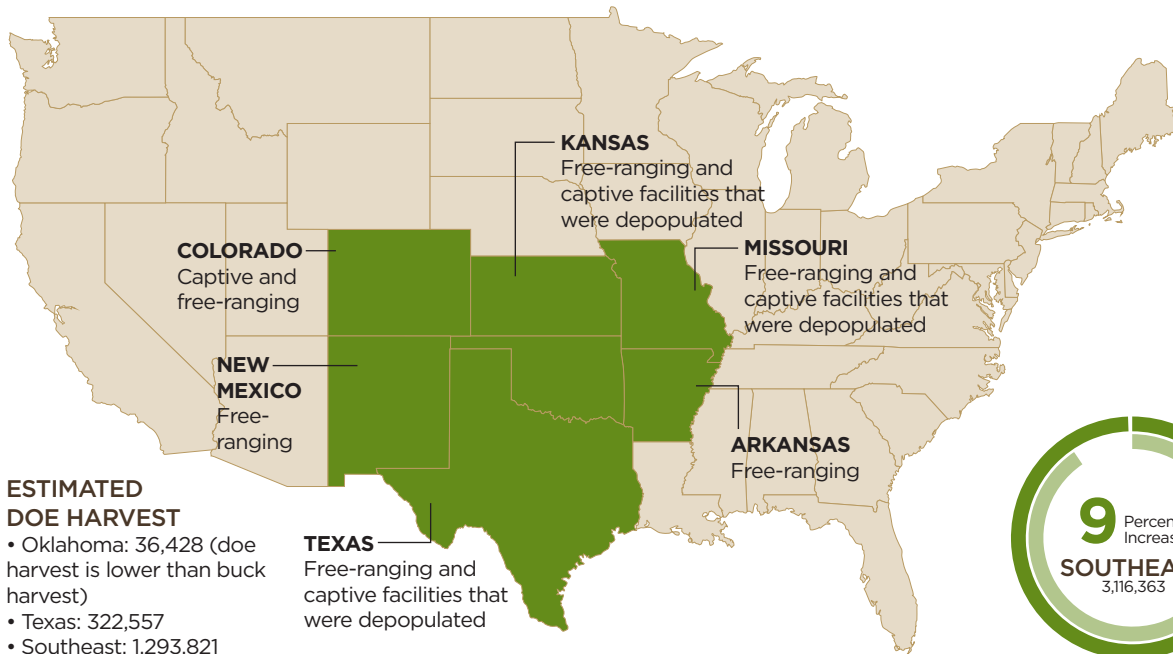 KANSAS
Free-ranging and
captive facilities that
were depopulated
COLORADO
Captive and
free-ranging
MISSOURI
Free-ranging and
captive facilities that
were depopulated
NEW
MEXICO
Free-
ranging
ARKANSAS
Free-ranging
TEXAS
Free-ranging and
captive facilities that
were depopulated
ESTIMATED
DOE HARVEST
• Oklahoma: 36,428 (doe
harvest is lower than buck
harvest)
• Texas: 322,557
• Southeast: 1,293,821
9
3,116,363